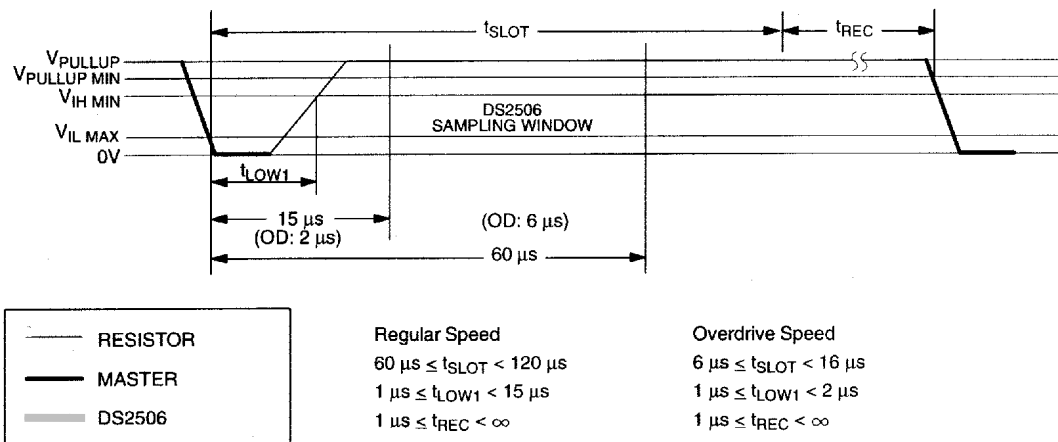 tSLOT
tREC
VPULLUP
VPULLUP MIN
VIH MIN
VIL MAX
0V
DS2506
SAMPLING WINDOW
tLOW1
15 µs
(OD: 2 µs)
(OD: 6 µs)
60 µs
RESISTOR
MASTER
DS2506
Regular Speed
60 µs ≤ tSLOT < 120 µs
1 µs ≤ tLOW1 < 15 µs
1 µs ≤ tREC < ∞
Overdrive Speed
6 µs ≤ tSLOT < 16 µs
1 µs ≤ tLOW1 < 2 µs
1 µs ≤ tREC < ∞